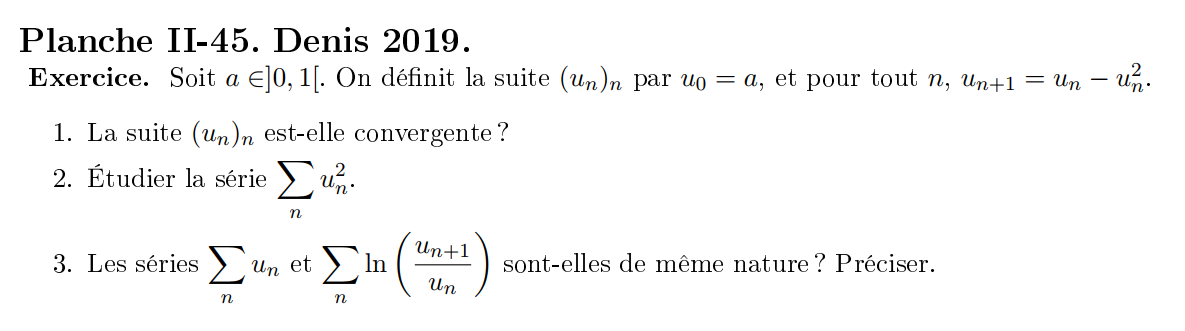 Planche II-45. Denis 2019.
Exercice. Soit $a \in ]0, 1[$. On définit la suite $(u_n)_n$ par $u_0 = a$, et pour tout $n$, $u_{n+1} = u_n - u_n^2$.
1. La suite $(u_n)_n$ est-elle convergente ?
2. Étudier la série $\sum_n u_n^2$.
3. Les séries $\sum_n u_n$ et $\sum_n \ln \left( \frac{u_{n+1}}{u_n} \right)$ sont-elles de même nature ? Préciser.